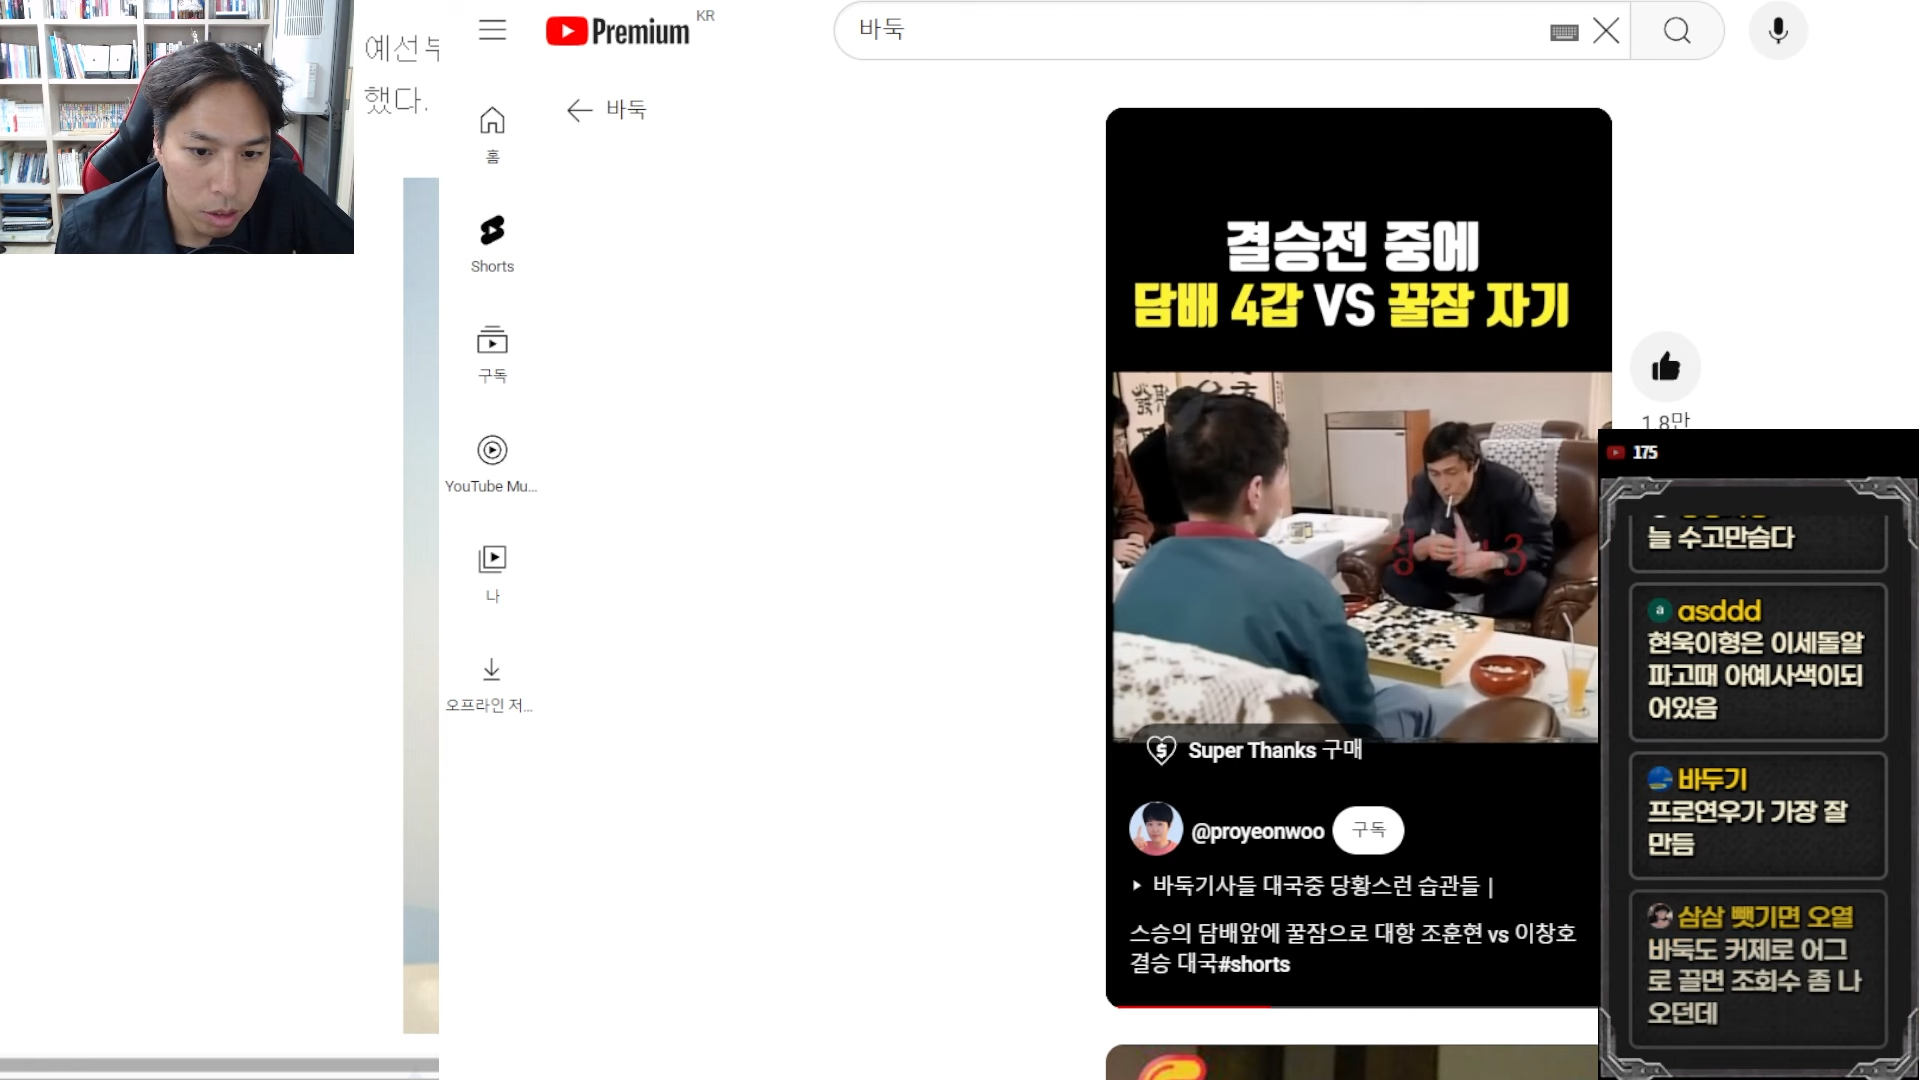 예선
했다.
Premium
KR
바둑
바둑
홈
Shorts
구독
YouTube Mu...
나
오프라인 저...
결승전 중에
담배 4갑 VS 꿀잠 자기
1.8만
Super Thanks 구매
@proyeonwoo
구독
▶ 바둑기사들 대국중 당황스런 습관들 |
스승의 담배앞에 꿀잠으로 대항 조훈현 vs 이창호
결승 대국#shorts
175
늘 수고만슴다
a asddd
현욱이형은 이세돌알
파고때 아예사색이되
어있음
바두기
프로연우가 가장 잘
만듬
삼삼 뺏기면 오열
바둑도 커제로 어그
로 끌면 조회수 좀 나
오던데